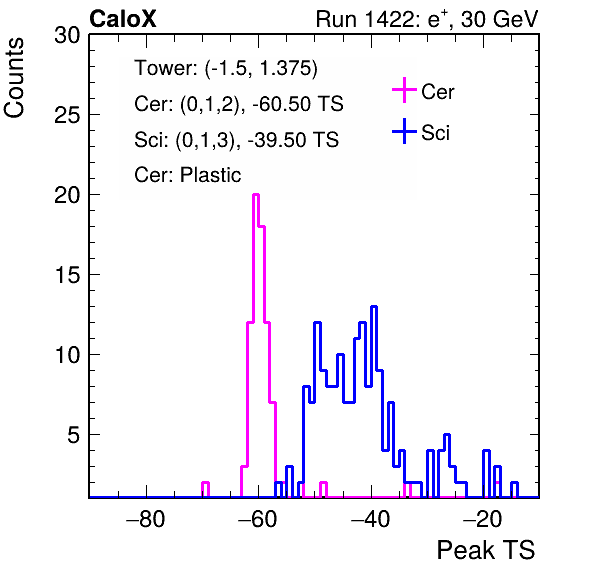 CaloX Run 1422: e⁺, 30 GeV
Counts
30
25
20
15
10
5
Tower: (-1.5, 1.375)
Cer: (0,1,2), -60.50 TS
Sci: (0,1,3), -39.50 TS
Cer: Plastic
Cer
Sci
−80 −60 −40 −20
Peak TS